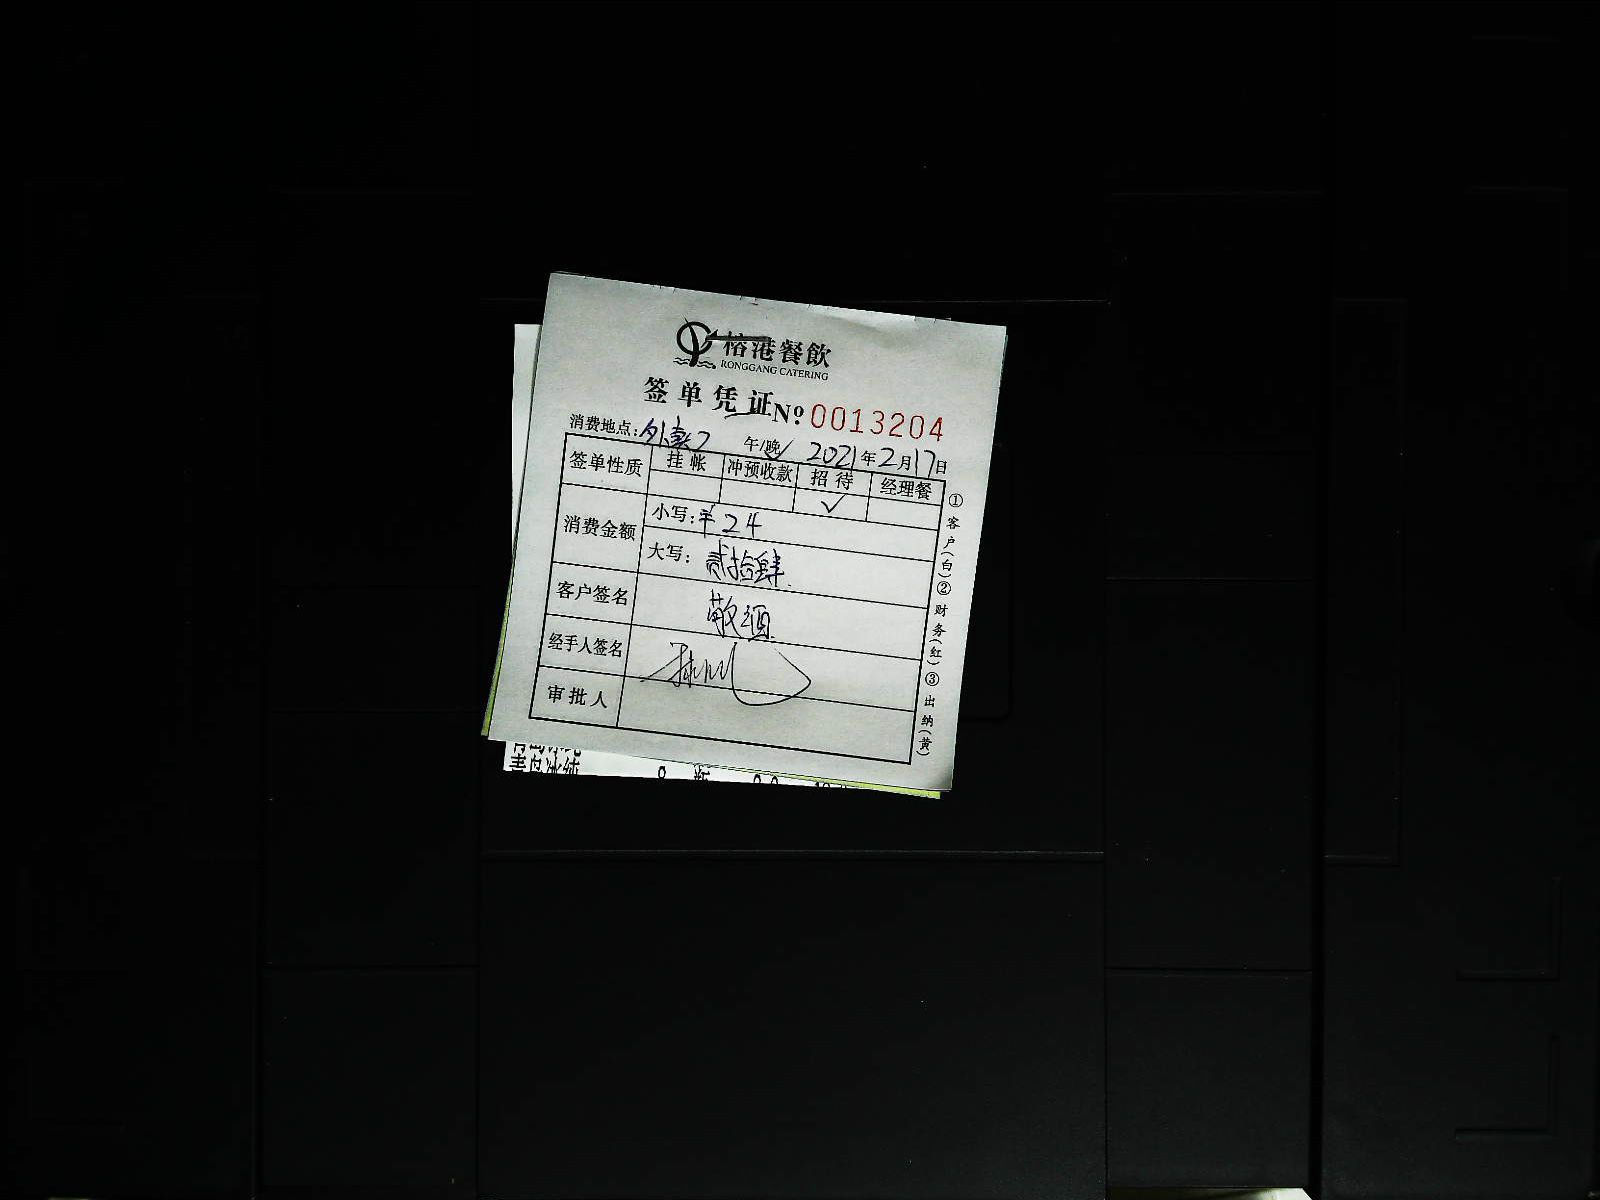 榕港餐飲
RONGGANG CATERING
签单凭证 No 0013204
消费地点:外卖2 午/晚 2021年2月17日
签单性质 挂帐 冲预收款 招待 经理餐
✓
消费金额 小写:¥24
大写:贰拾肆
客户签名 敬酒
经手人签名
审批人
①客户(白)②财务(红)③出纳(黄)